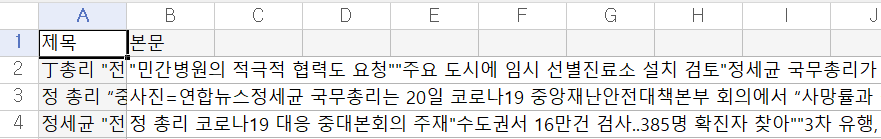 A B C D E F G H I J
1 제목 본문
2 丁총리 "전 "민간병원의 적극적 협력도 요청""주요 도시에 임시 선별진료소 설치 검토"정세균 국무총리가
3 정 총리 “중 사진=연합뉴스정세균 국무총리는 20일 코로나19 중앙재난안전대책본부 회의에서 “사망률과
4 정세균 "전 정 총리 코로나19 대응 중대본회의 주재"수도권서 16만건 검사..385명 확진자 찾아""3차 유행,